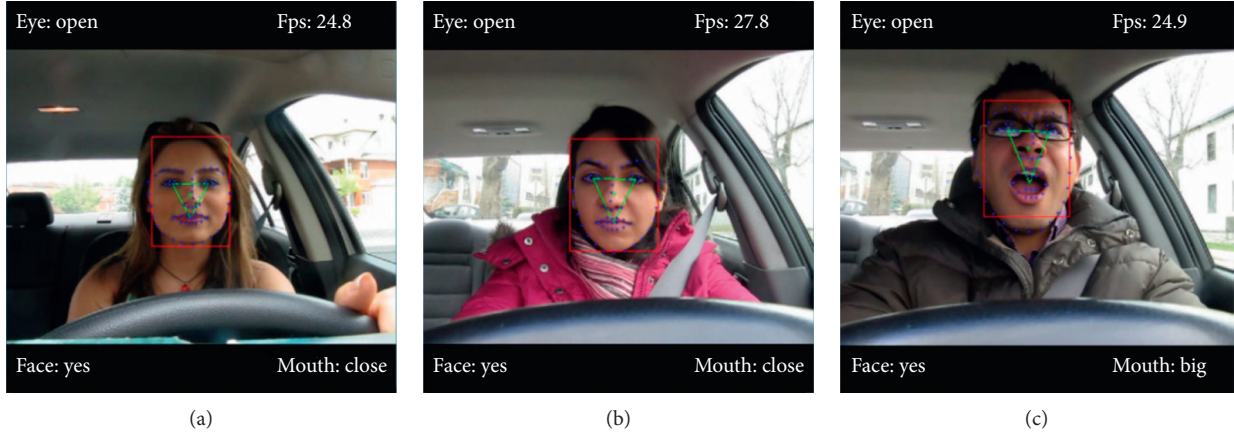 Eye: open Fps: 24.8
Face: yes Mouth: close
(a)
Eye: open Fps: 27.8
Face: yes Mouth: close
(b)
Eye: open Fps: 24.9
Face: yes Mouth: big
(c)